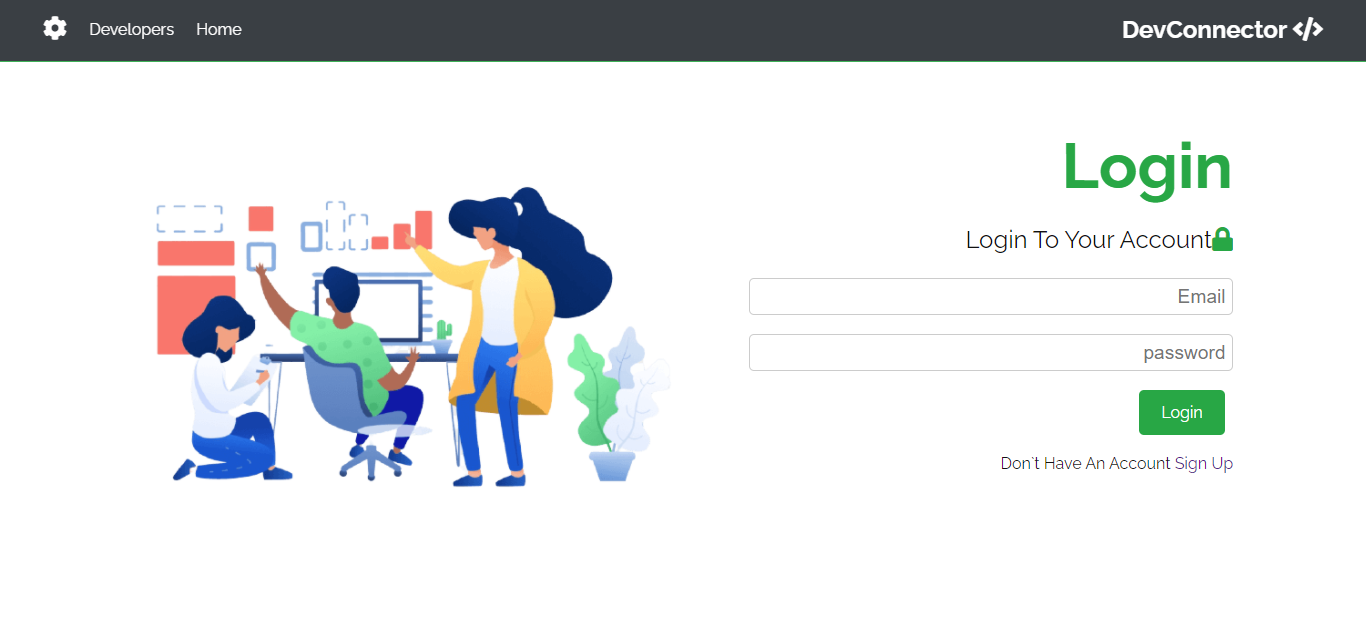 Developers Home DevConnector </>
Login
Login To Your Account
Email
password
Login
Don`t Have An Account Sign Up